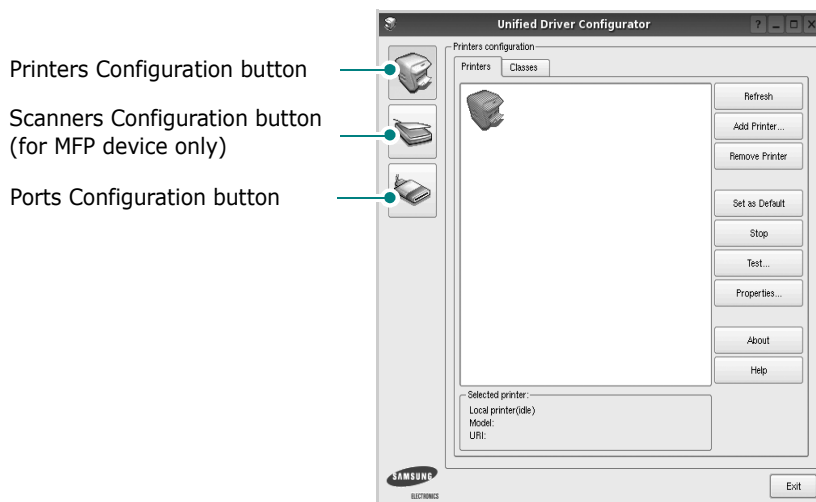 Unified Driver Configurator
Printers Configuration button
Scanners Configuration button
(for MFP device only)
Ports Configuration button
Printers configuration
Printers
Classes
Refresh
Add Printer...
Remove Printer
Set as Default
Stop
Test...
Properties...
About
Help
Selected printer:
Local printer(idle)
Model:
URI:
SAMSUNG
ELECTRONICS
Exit